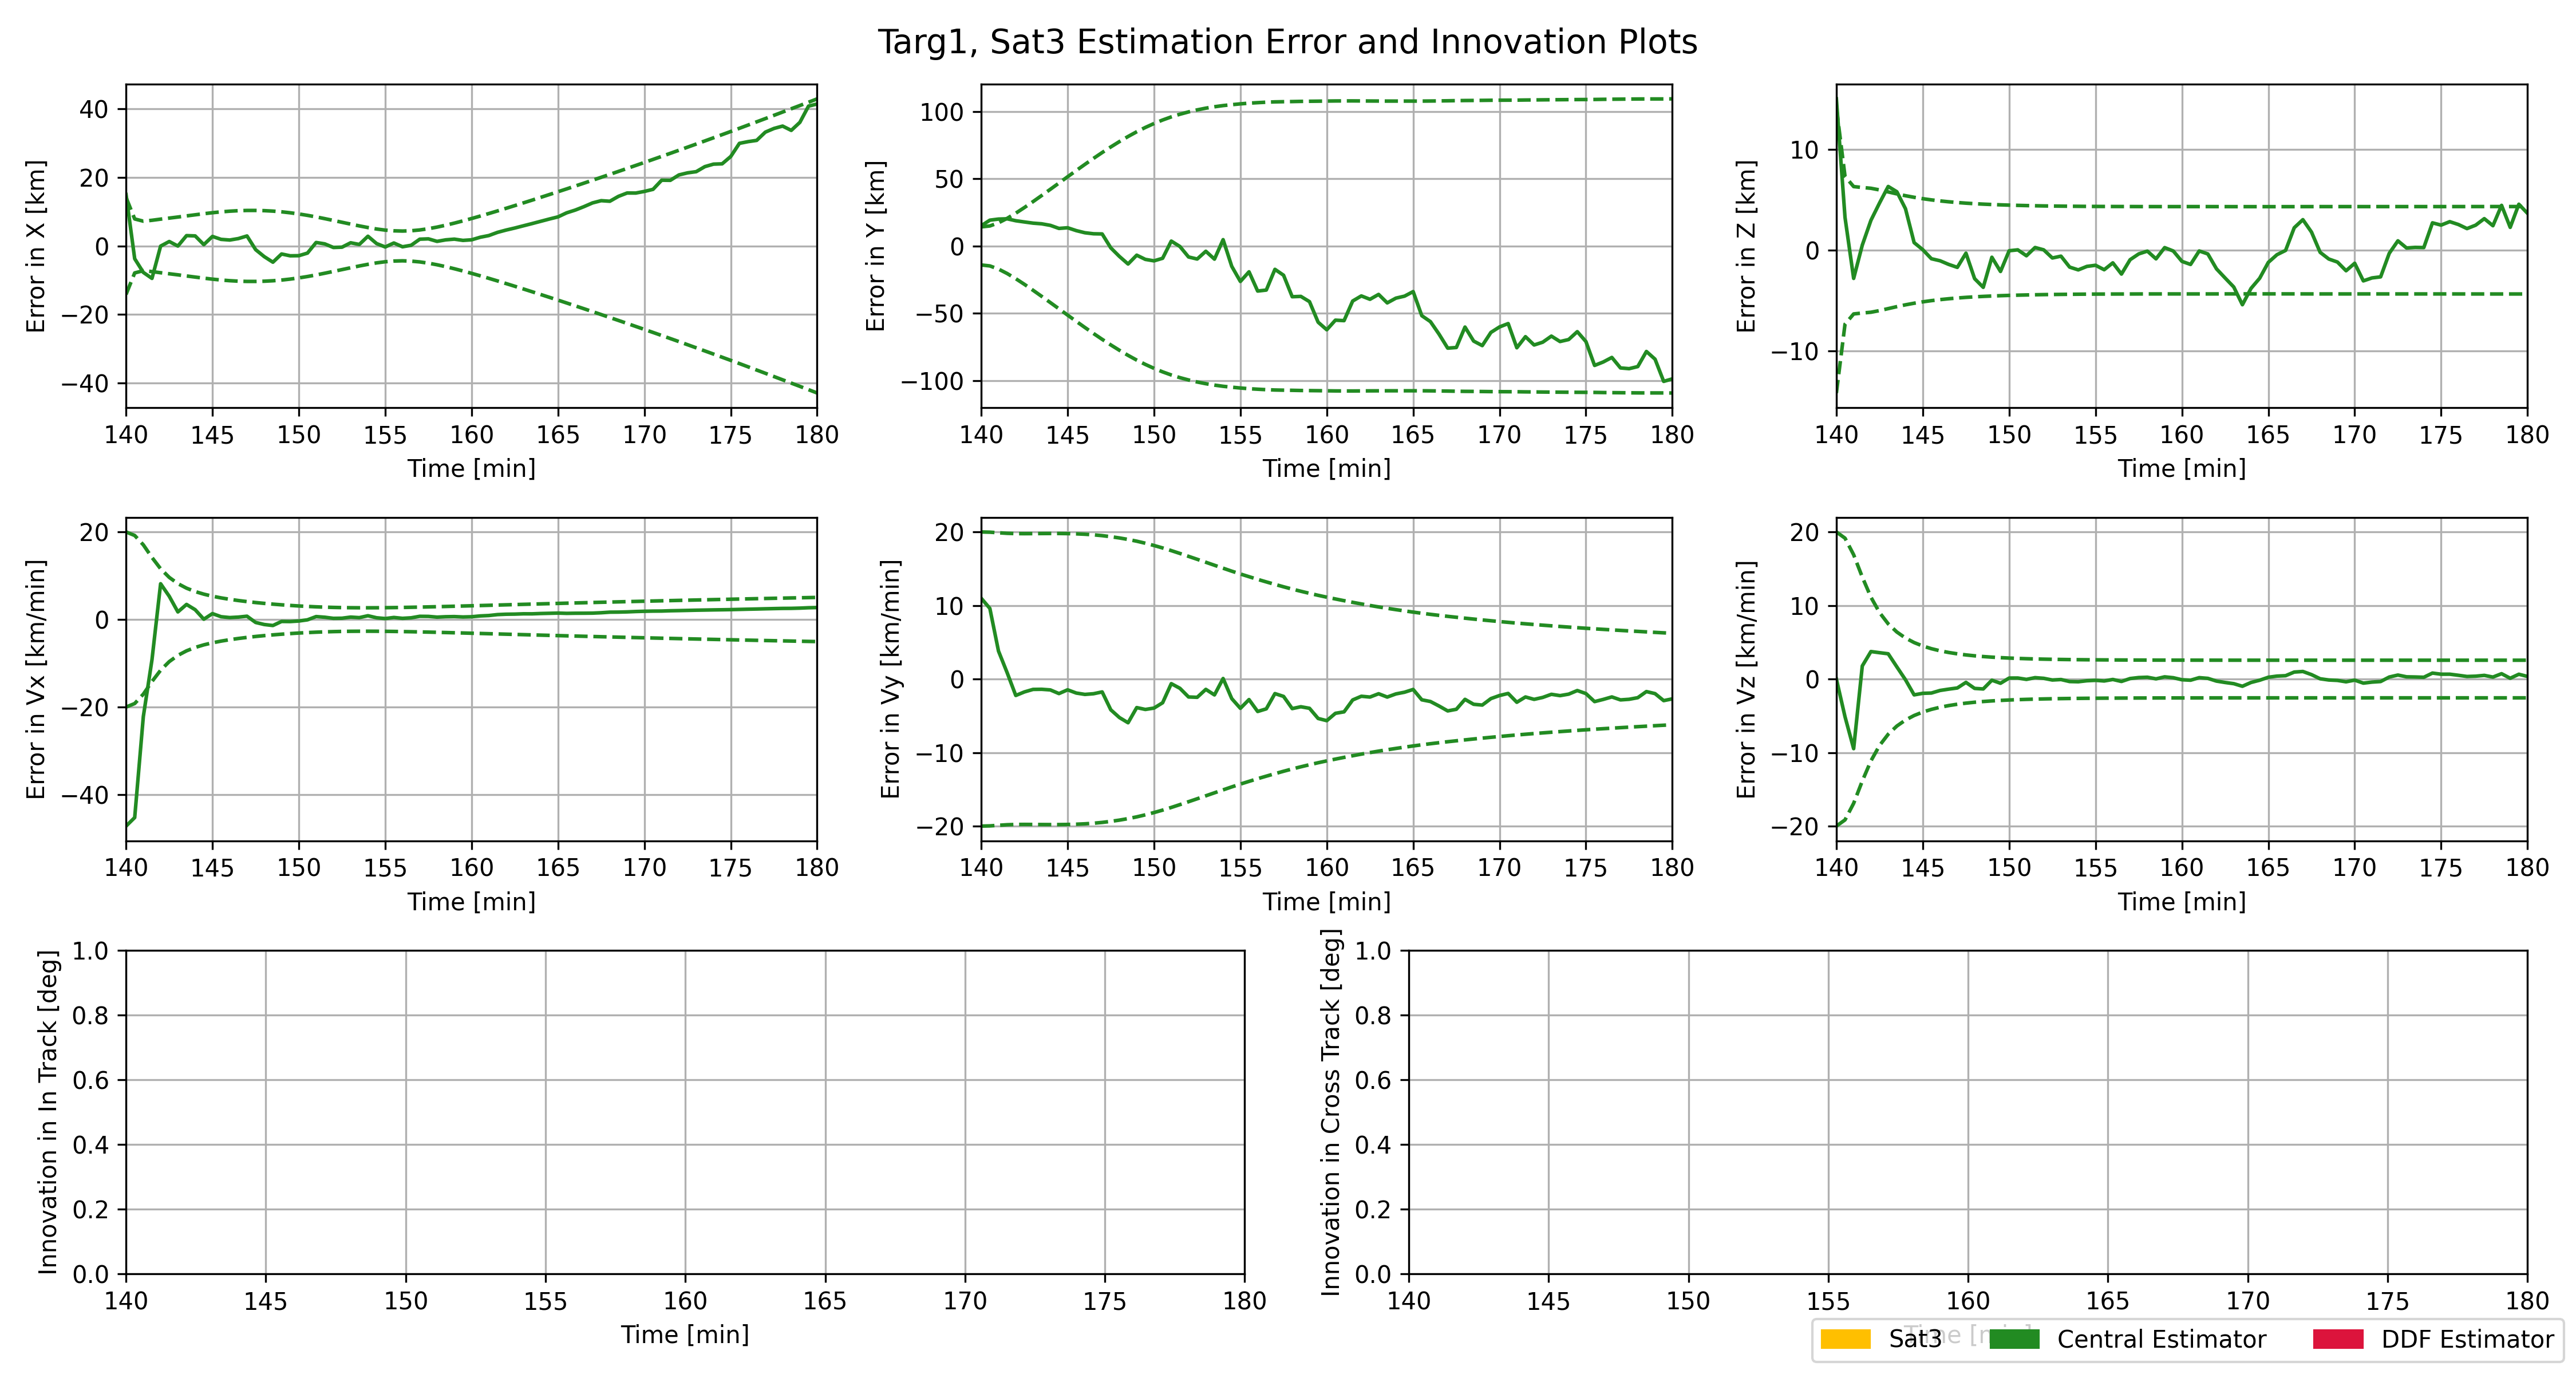 Targ1, Sat3 Estimation Error and Innovation Plots
Error in X [km]
40
20
0
−20
−40
140 145 150 155 160 165 170 175 180
Time [min]
Error in Y [km]
100
50
0
−50
−100
140 145 150 155 160 165 170 175 180
Time [min]
Error in Z [km]
10
0
−10
140 145 150 155 160 165 170 175 180
Time [min]
Error in Vx [km/min]
20
0
−20
−40
140 145 150 155 160 165 170 175 180
Time [min]
Error in Vy [km/min]
20
10
0
−10
−20
140 145 150 155 160 165 170 175 180
Time [min]
Error in Vz [km/min]
20
10
0
−10
−20
140 145 150 155 160 165 170 175 180
Time [min]
Innovation in In Track [deg]
1.0
0.8
0.6
0.4
0.2
0.0
140 145 150 155 160 165 170 175 180
Time [min]
Innovation in Cross Track [deg]
1.0
0.8
0.6
0.4
0.2
0.0
140 145 150 155 160 165 170 175 180
Time [min]
Sat3 Central Estimator DDF Estimator